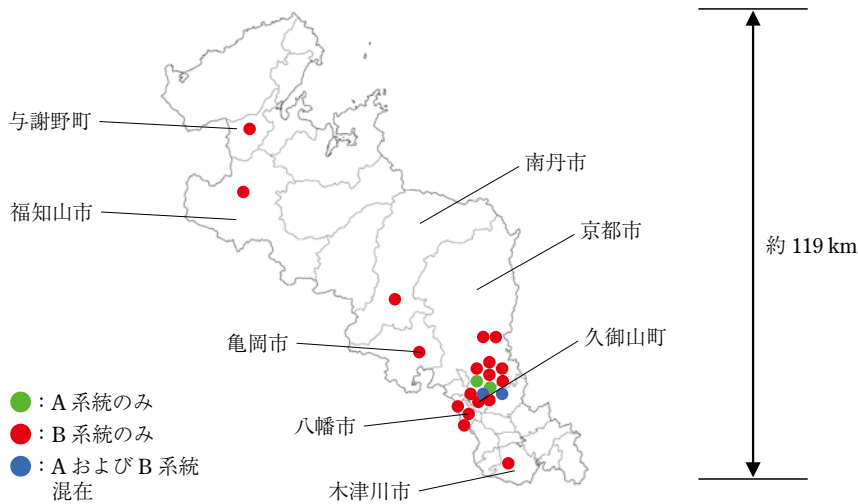 与謝野町
南丹市
福知山市
京都市
約 119 km
亀岡市
久御山町
：A 系統のみ
：B 系統のみ
八幡市
：A および B 系統
混在
木津川市